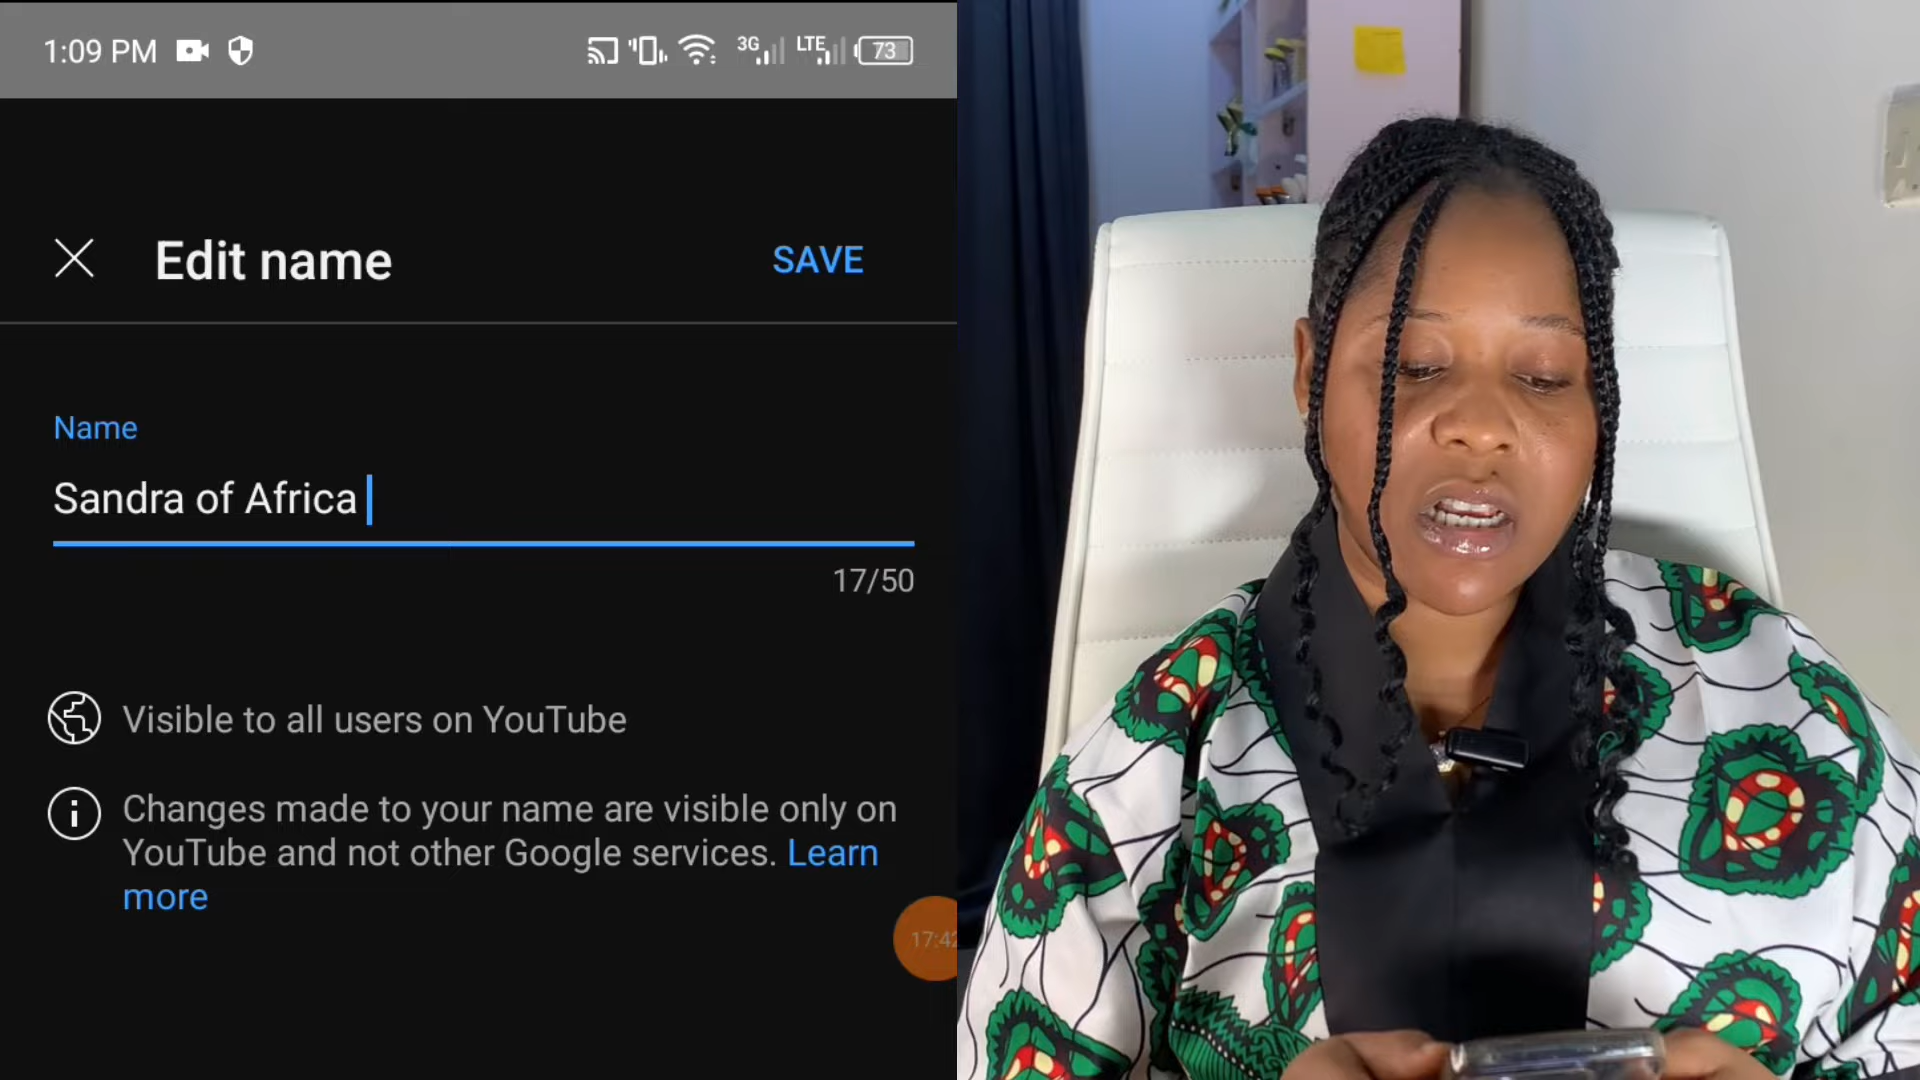 1:09 PM 3G LTE 73
Edit name SAVE
Name
Sandra of Africa
17/50
Visible to all users on YouTube
Changes made to your name are visible only on
YouTube and not other Google services. Learn
more
17:42